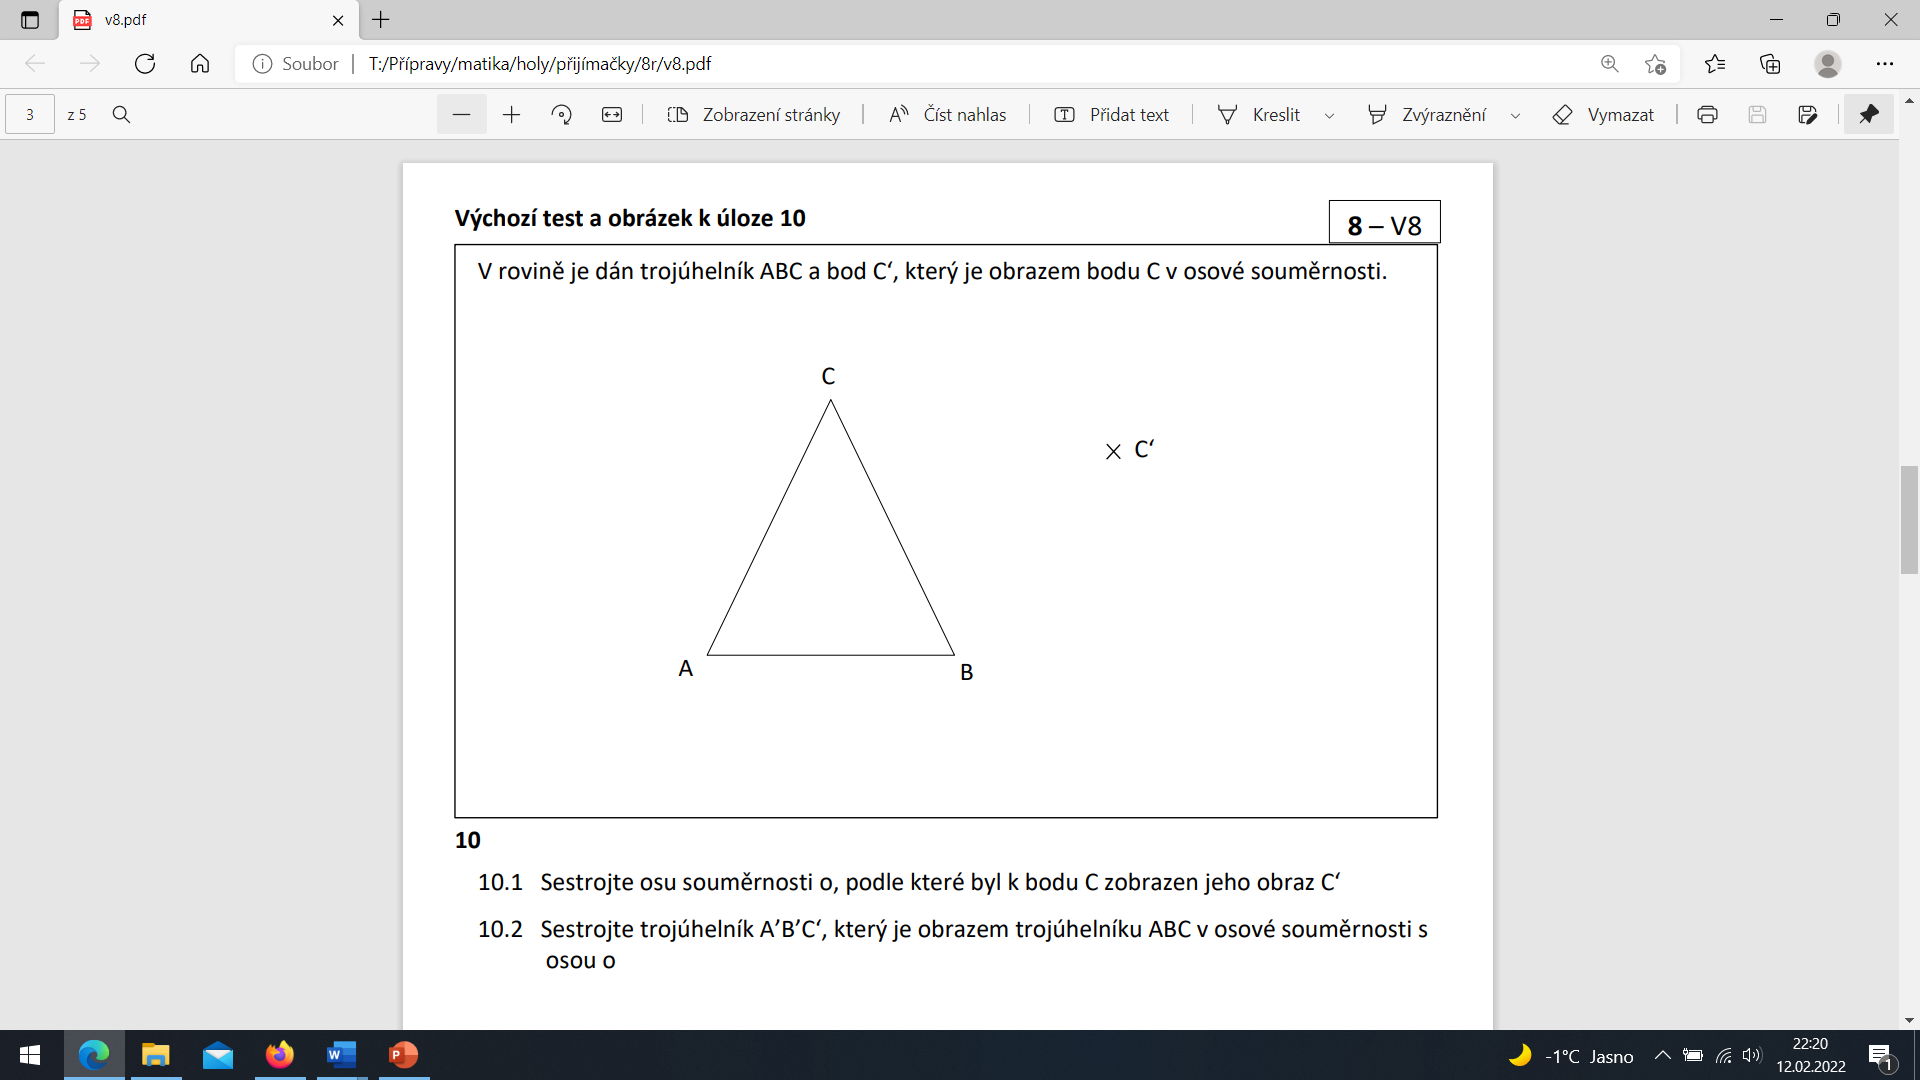 v8.pdf
Soubor
T:/Přípravy/matika/holy/přijímačky/8r/v8.pdf
3 z 5
Zobrazení stránky
Číst nahlas
Přidat text
Kreslit
Zvýraznění
Vymazat
Výchozí test a obrázek k úloze 10
8 – V8
V rovině je dán trojúhelník ABC a bod C‘, který je obrazem bodu C v osové souměrnosti.
C
C‘
A
B
10
10.1 Sestrojte osu souměrnosti o, podle které byl k bodu C zobrazen jeho obraz C‘
10.2 Sestrojte trojúhelník A’B’C‘, který je obrazem trojúhelníku ABC v osové souměrnosti s
osou o
-1°C Jasno
22:20
12.02.2022
1